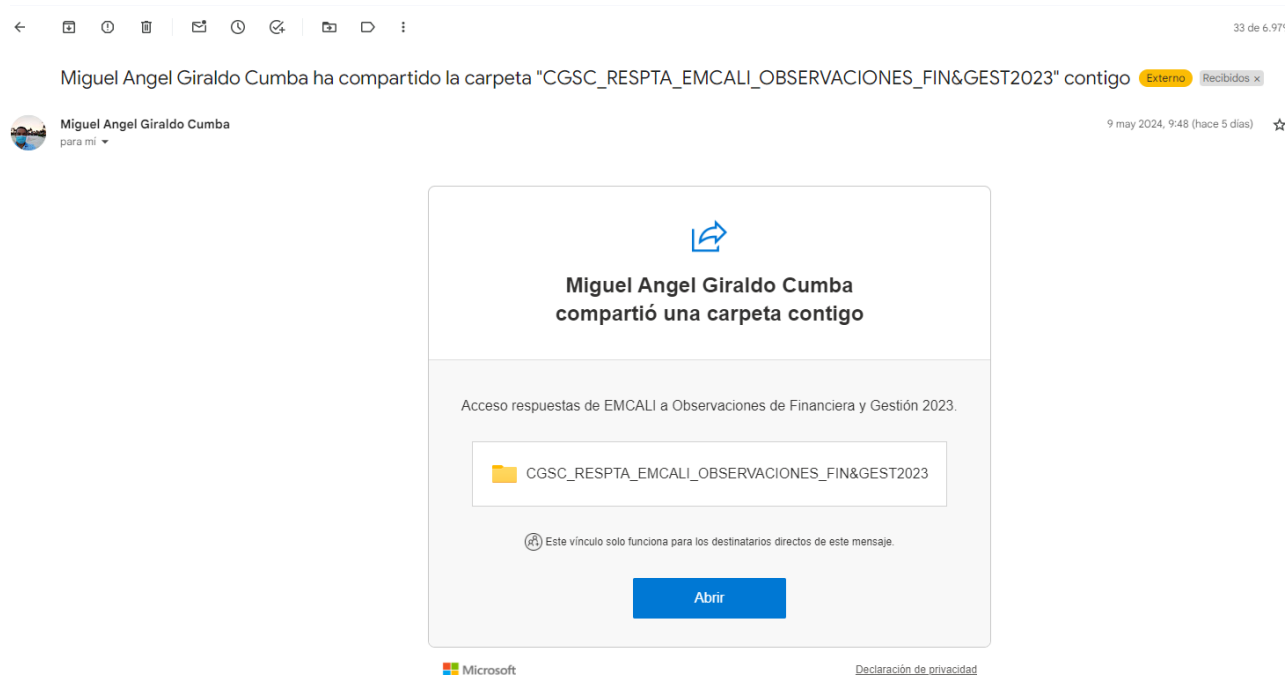 33 de 6.979
Miguel Angel Giraldo Cumba ha compartido la carpeta "CGSC_RESPTA_EMCALI_OBSERVACIONES_FIN&GEST2023" contigo Externo Recibidos ×
Miguel Angel Giraldo Cumba 9 may 2024, 9:48 (hace 5 días)
para mí
Miguel Angel Giraldo Cumba
compartió una carpeta contigo
Acceso respuestas de EMCALI a Observaciones de Financiera y Gestión 2023.
CGSC_RESPTA_EMCALI_OBSERVACIONES_FIN&GEST2023
Este vínculo solo funciona para los destinatarios directos de este mensaje.
Abrir
Microsoft Declaración de privacidad